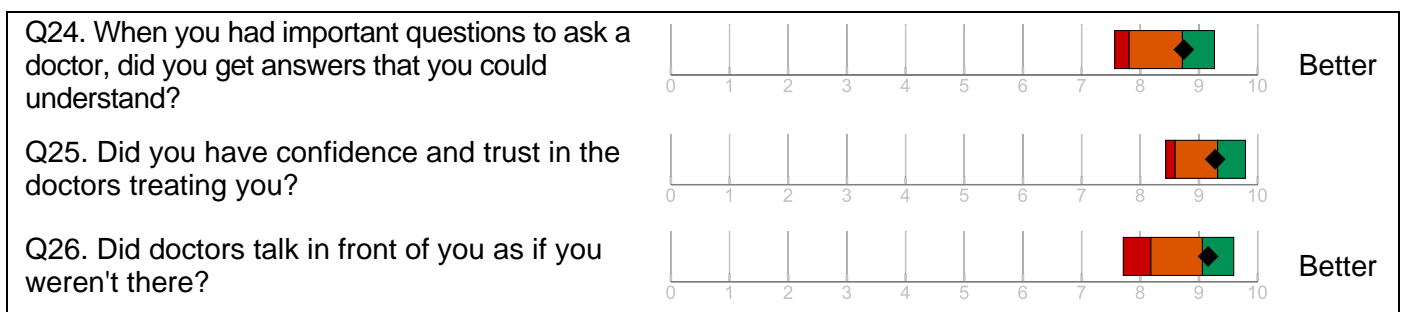 Q24. When you had important questions to ask a
doctor, did you get answers that you could
understand?
Better
0 1 2 3 4 5 6 7 8 9 10
Q25. Did you have confidence and trust in the
doctors treating you?
0 1 2 3 4 5 6 7 8 9 10
Q26. Did doctors talk in front of you as if you
weren't there?
Better
0 1 2 3 4 5 6 7 8 9 10